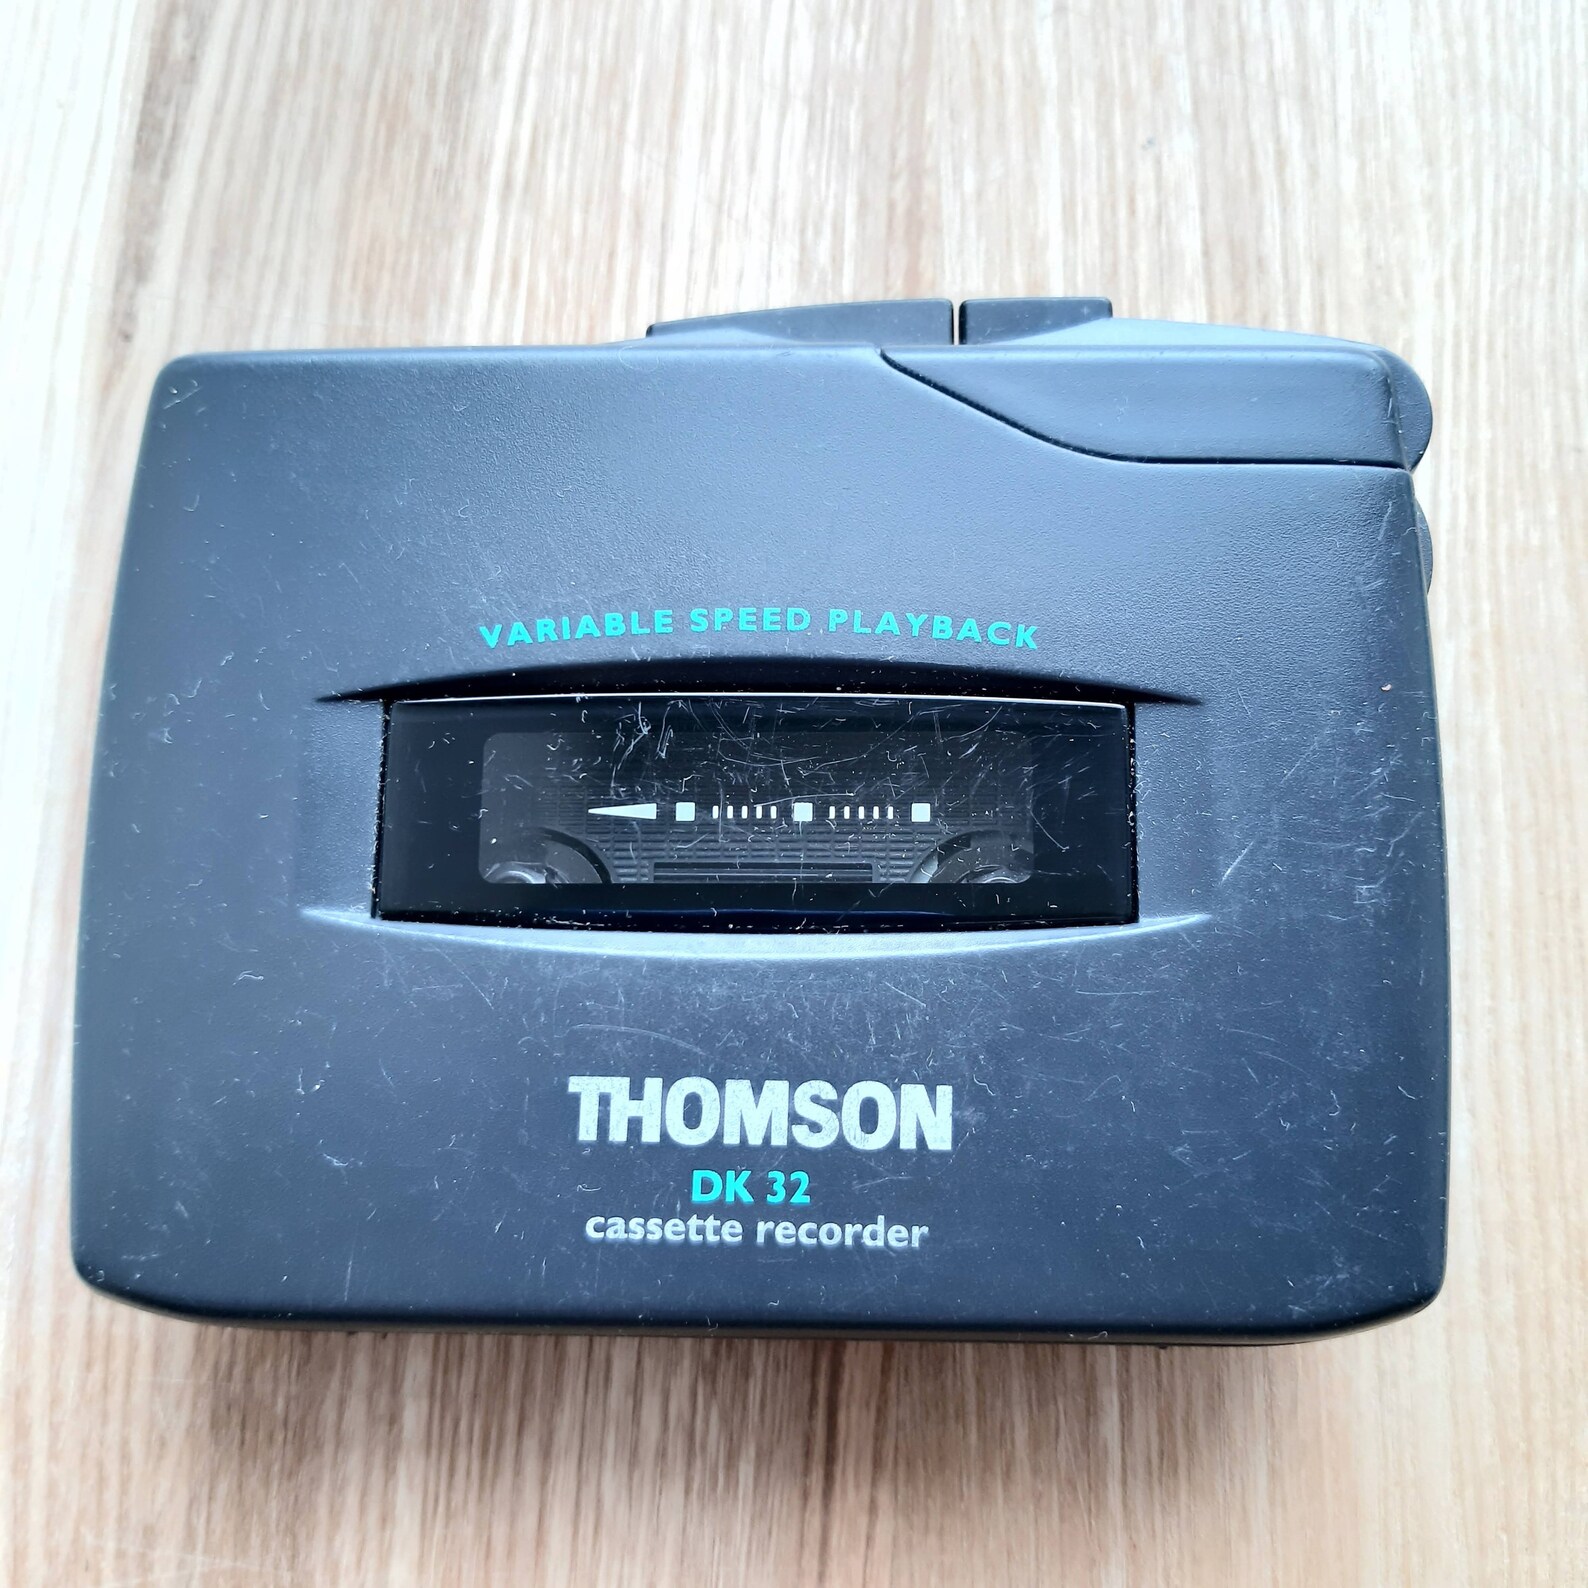 VARIABLE SPEED PLAYBACK
THOMSON
DK 32
cassette recorder